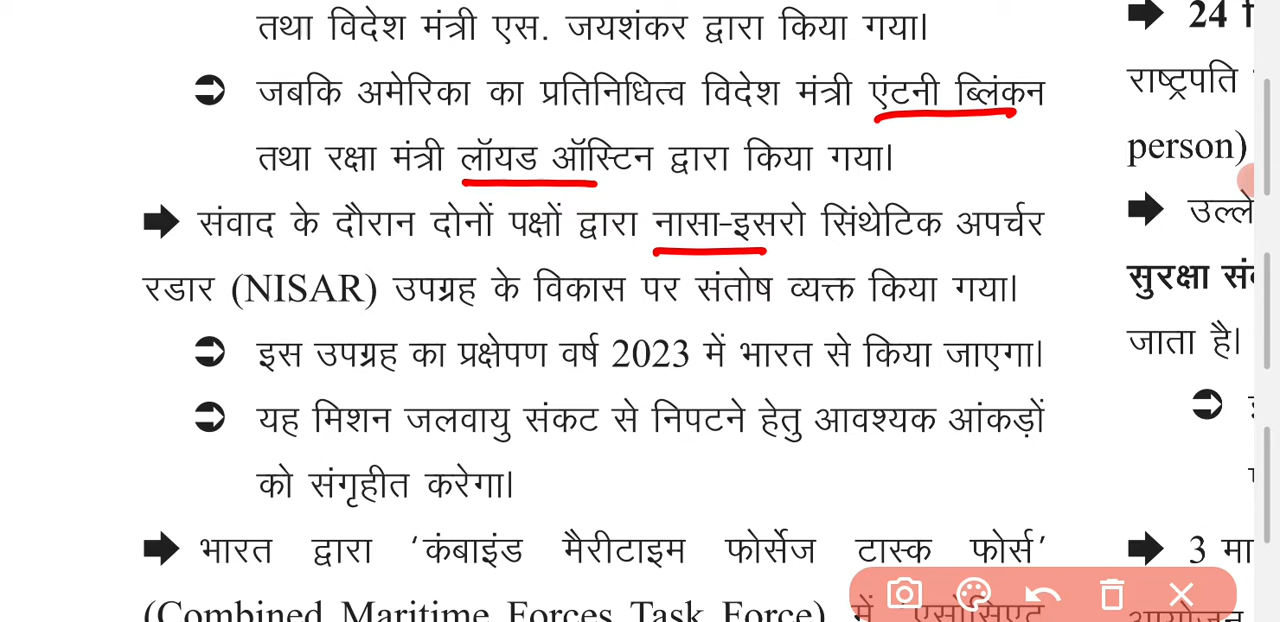 तथा विदेश मंत्री एस. जयशंकर द्वारा किया गया।
➲ जबकि अमेरिका का प्रतिनिधित्व विदेश मंत्री एंटनी ब्लिंकन
तथा रक्षा मंत्री लॉयड ऑस्टिन द्वारा किया गया।
➡ संवाद के दौरान दोनों पक्षों द्वारा नासा-इसरो सिंथेटिक अपर्चर
रडार (NISAR) उपग्रह के विकास पर संतोष व्यक्त किया गया।
➲ इस उपग्रह का प्रक्षेपण वर्ष 2023 में भारत से किया जाएगा।
➲ यह मिशन जलवायु संकट से निपटने हेतु आवश्यक आंकड़ों
को संगृहीत करेगा।
➡ भारत द्वारा ‘कंबाइंड मैरीटाइम फोर्सेज टास्क फोर्स’
(Combined Maritime Forces Task Force) में एसोसिएट
➡ 24
राष्ट्रपति
person)
➡
सुरक्षा
जाता है।
➲
➡ 3